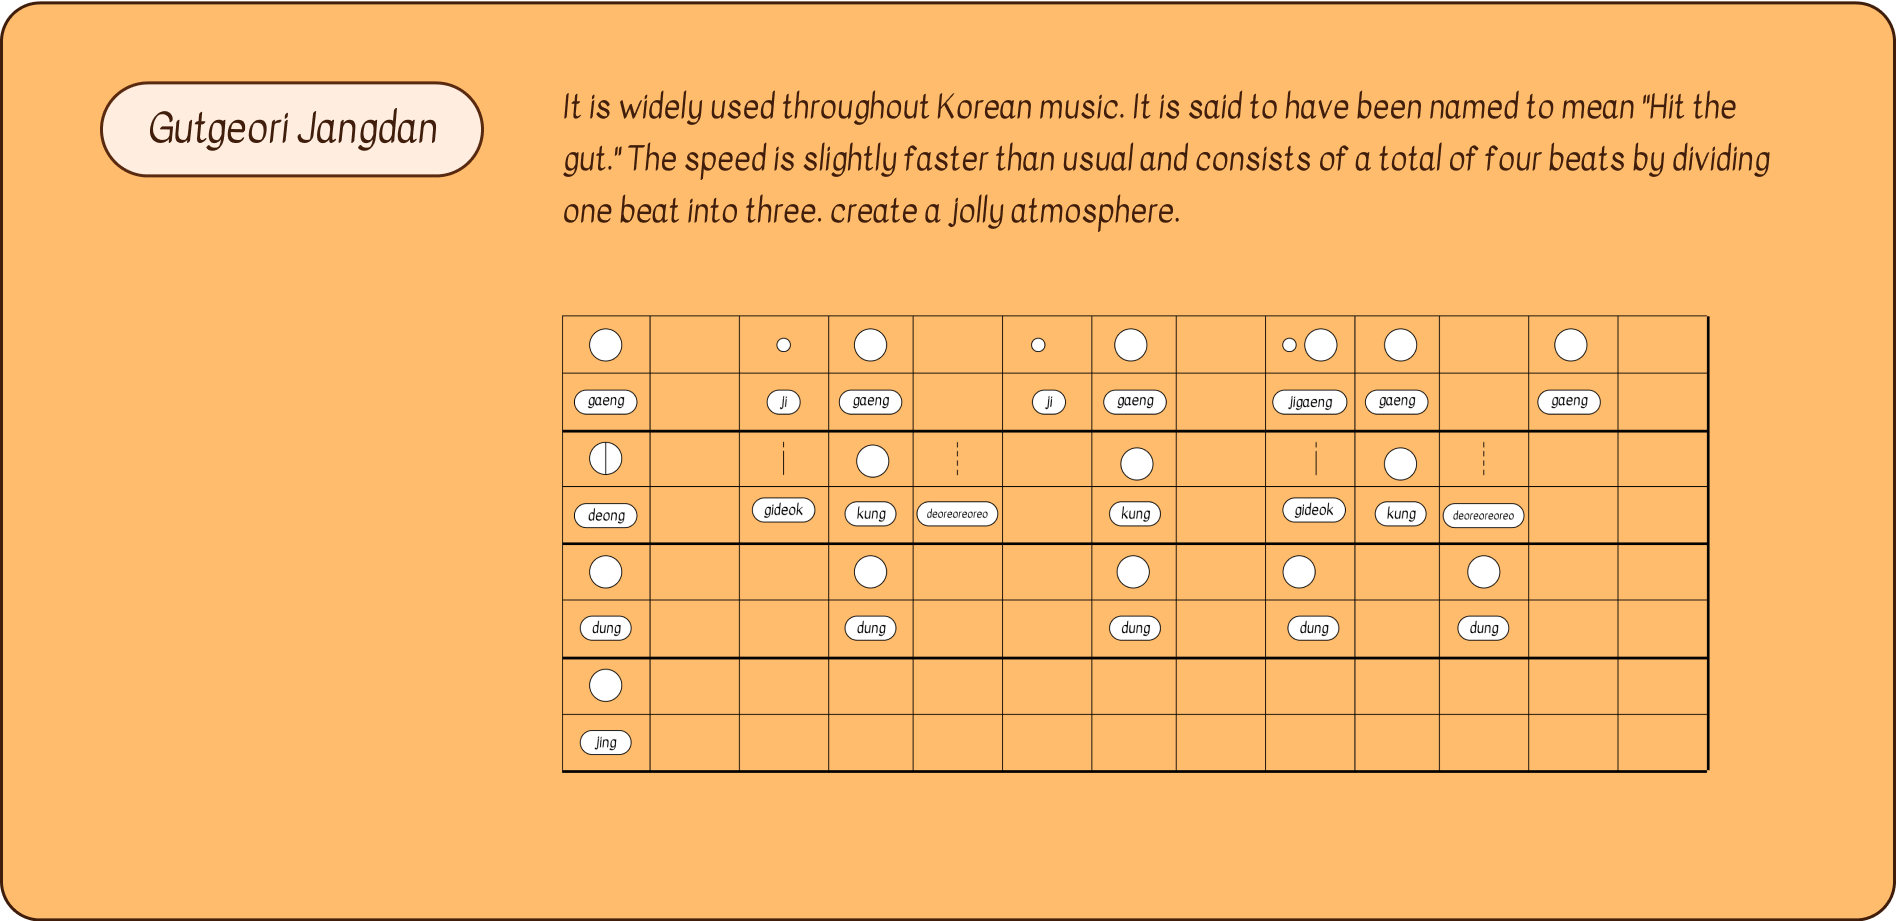 Gutgeori Jangdan
It is widely used throughout Korean music. It is said to have been named to mean "Hit the
gut." The speed is slightly faster than usual and consists of a total of four beats by dividing
one beat into three. create a jolly atmosphere.
gaeng ji gaeng ji gaeng jigaeng gaeng gaeng
deong gideok kung deoreoreoreo kung gideok kung deoreoreoreo
dung dung dung dung dung
jing